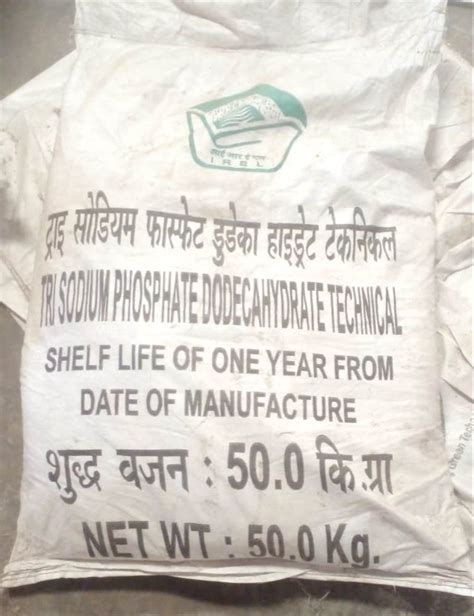 I R E L
ट्राइ सोडियम फास्फेट डुडेका हाइड्रेट टेकनिकल
TRI SODIUM PHOSPHATE DODECAHYDRATE TECHNICAL
SHELF LIFE OF ONE YEAR FROM
DATE OF MANUFACTURE
शुद्ध वजन : 50.0 कि.ग्रा
NET WT : 50.0 Kg.